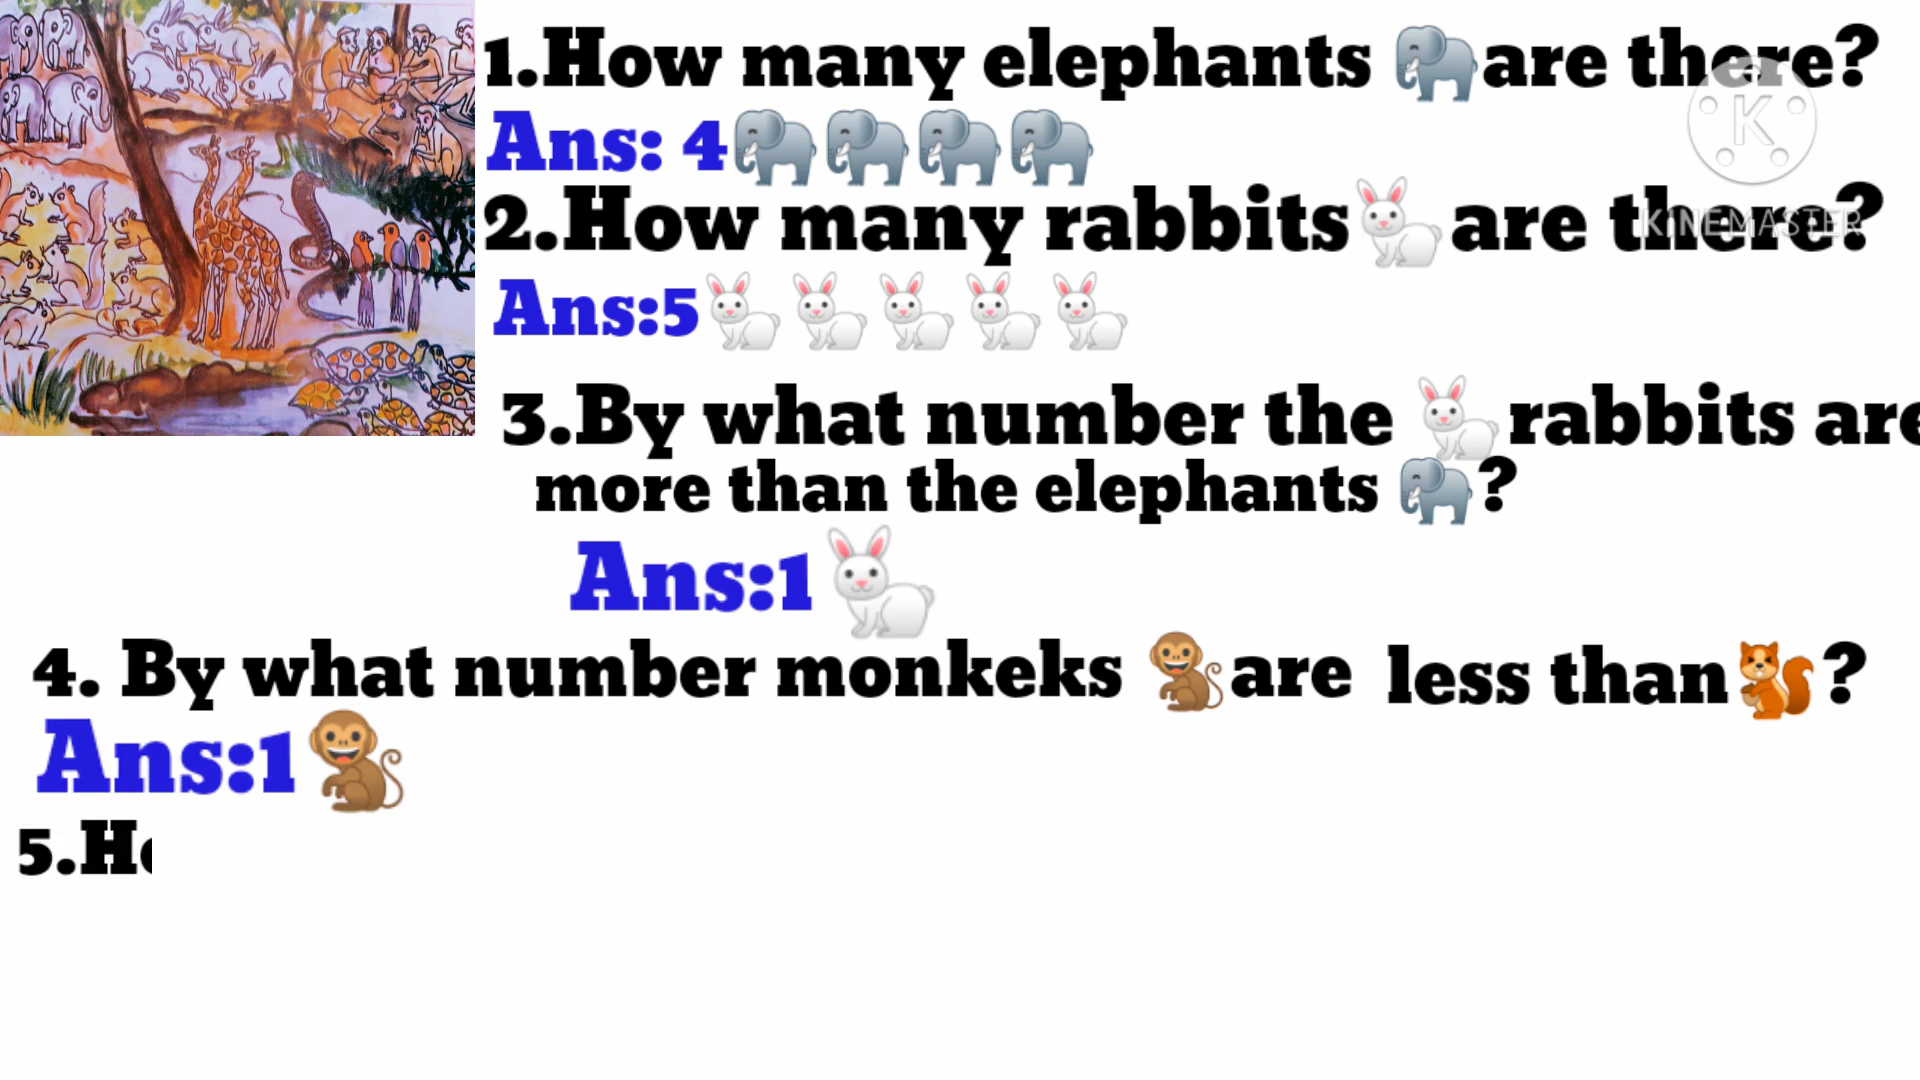 1.How many elephants 🐘are there?
Ans: 4🐘🐘🐘🐘
2.How many rabbits🐇are there?
KINEMASTER
Ans:5🐇🐇🐇🐇🐇
3.By what number the 🐇rabbits are
more than the elephants 🐘?
Ans:1🐇
4. By what number monkeks 🐒are less than🐿?
Ans:1🐒
5.H